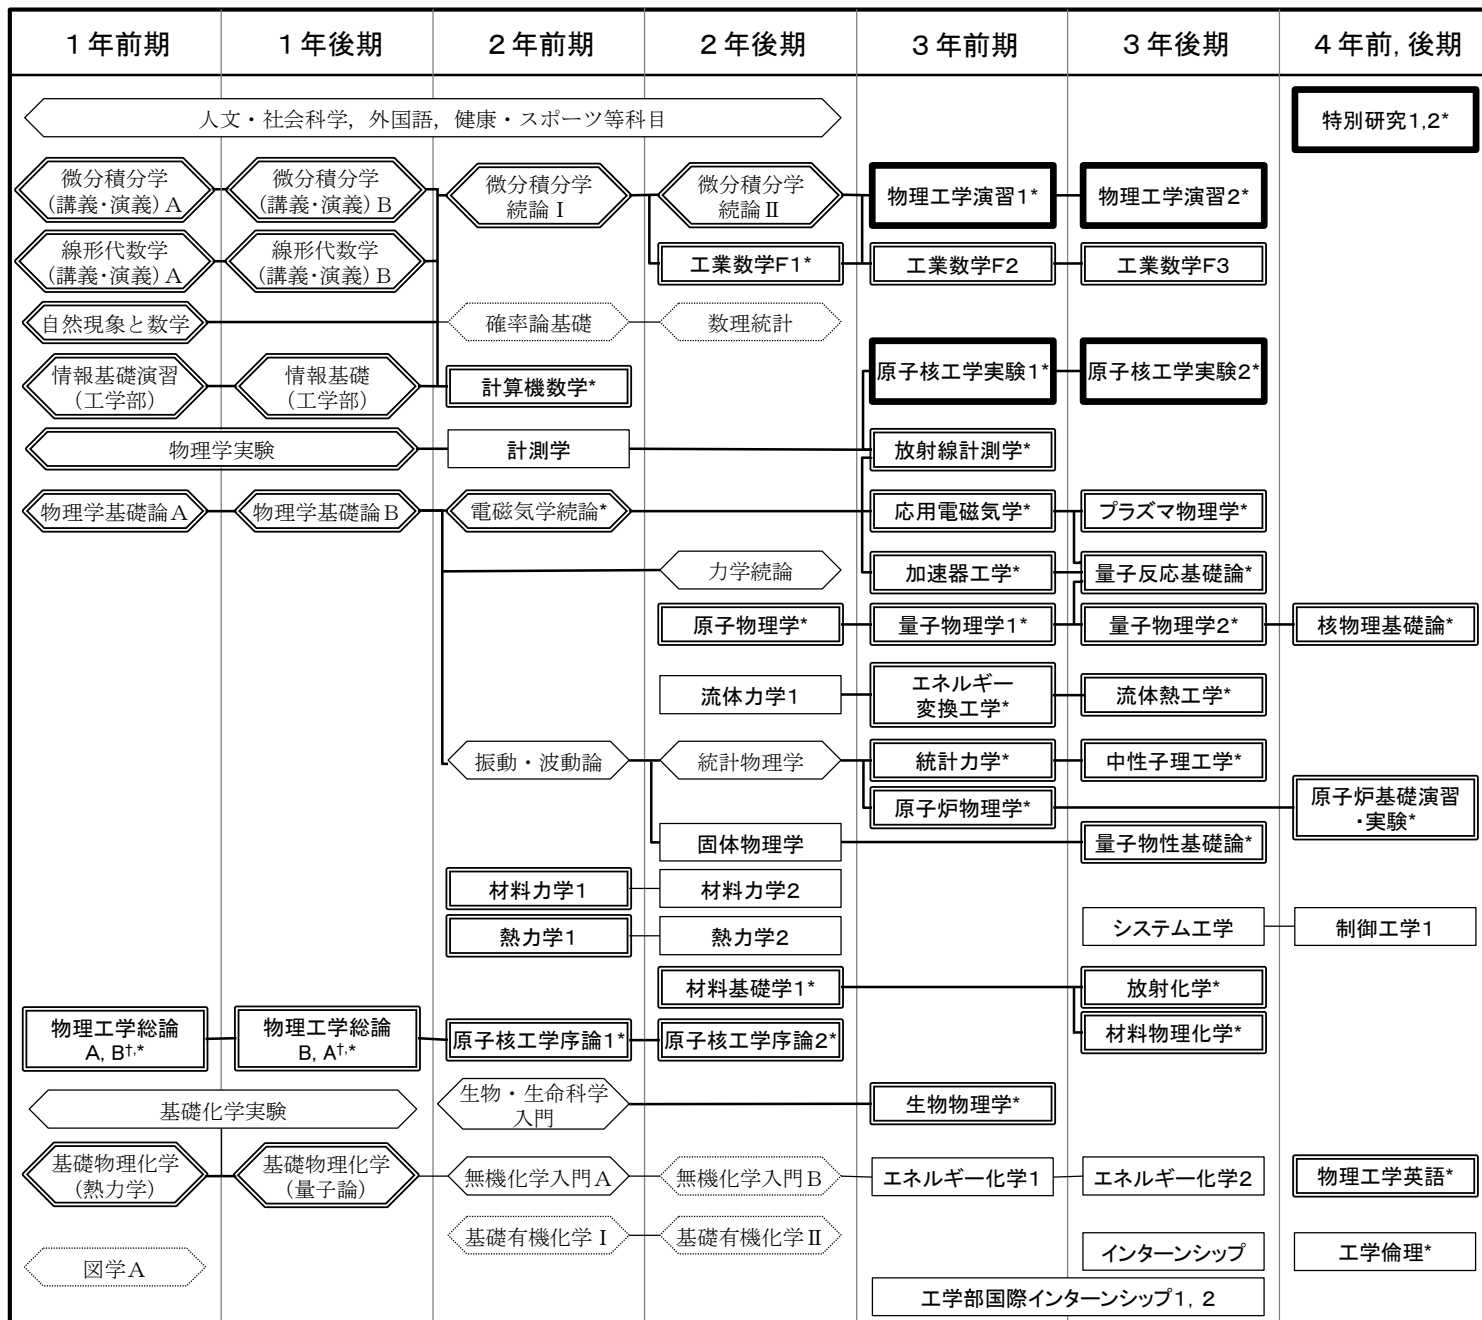 1年前期
1年後期
2年前期
2年後期
3年前期
3年後期
4年前, 後期
人文・社会科学，外国語，健康・スポーツ等科目
特別研究1,2*
微分積分学
(講義・演義) A
微分積分学
(講義・演義) B
微分積分学
続論Ⅰ
微分積分学
続論Ⅱ
物理工学演習1*
物理工学演習2*
線形代数学
(講義・演義) A
線形代数学
(講義・演義) B
工業数学F1*
工業数学F2
工業数学F3
自然現象と数学
確率論基礎
数理統計
情報基礎演習
(工学部)
情報基礎
(工学部)
計算機数学*
原子核工学実験1*
原子核工学実験2*
物理学実験
計測学
放射線計測学*
物理学基礎論A
物理学基礎論B
電磁気学続論*
応用電磁気学*
プラズマ物理学*
力学続論
加速器工学*
量子反応基礎論*
原子物理学*
量子物理学1*
量子物理学2*
核物理基礎論*
流体力学1
エネルギー
変換工学*
流体熱工学*
振動・波動論
統計物理学
統計力学*
中性子理工学*
原子炉物理学*
原子炉基礎演習
・実験*
固体物理学
量子物性基礎論*
材料力学1
材料力学2
熱力学1
熱力学2
システム工学
制御工学1
材料基礎学1*
放射化学*
物理工学総論
A, B†,*
物理工学総論
B, A†,*
原子核工学序論1*
原子核工学序論2*
材料物理化学*
基礎化学実験
生物・生命科学
入門
生物物理学*
基礎物理化学
(熱力学)
基礎物理化学
(量子論)
無機化学入門A
無機化学入門B
エネルギー化学1
エネルギー化学2
物理工学英語*
基礎有機化学Ⅰ
基礎有機化学Ⅱ
図学A
インターンシップ
工学倫理*
工学部国際インターンシップ1, 2